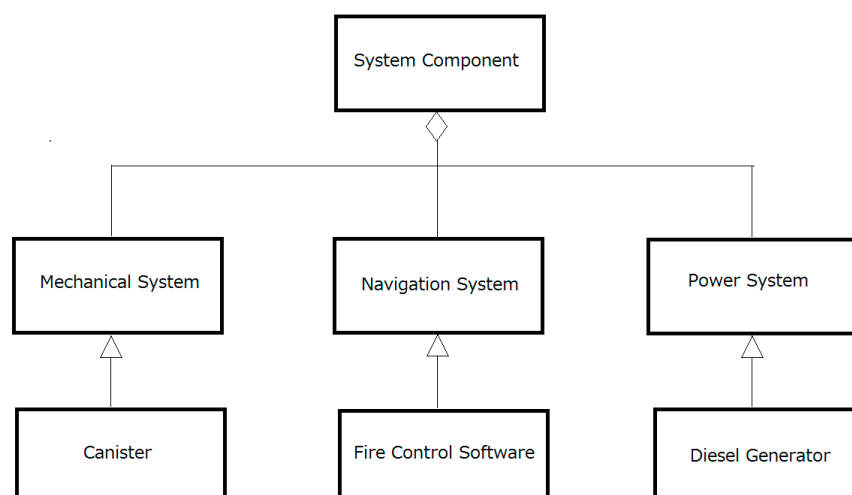 System Component
Mechanical System
Navigation System
Power System
Canister
Fire Control Software
Diesel Generator